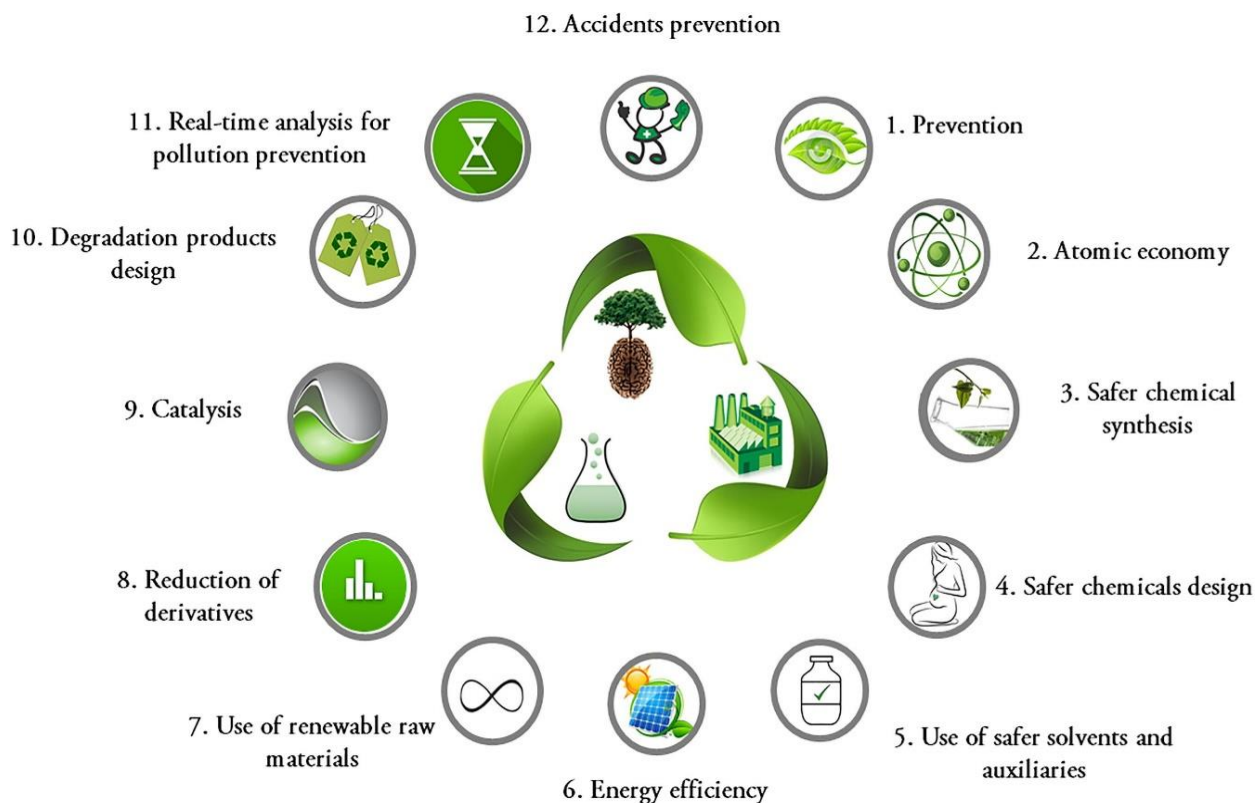 12. Accidents prevention
1. Prevention
2. Atomic economy
3. Safer chemical
synthesis
4. Safer chemicals design
5. Use of safer solvents and
auxiliaries
6. Energy efficiency
7. Use of renewable raw
materials
8. Reduction of
derivatives
9. Catalysis
10. Degradation products
design
11. Real-time analysis for
pollution prevention